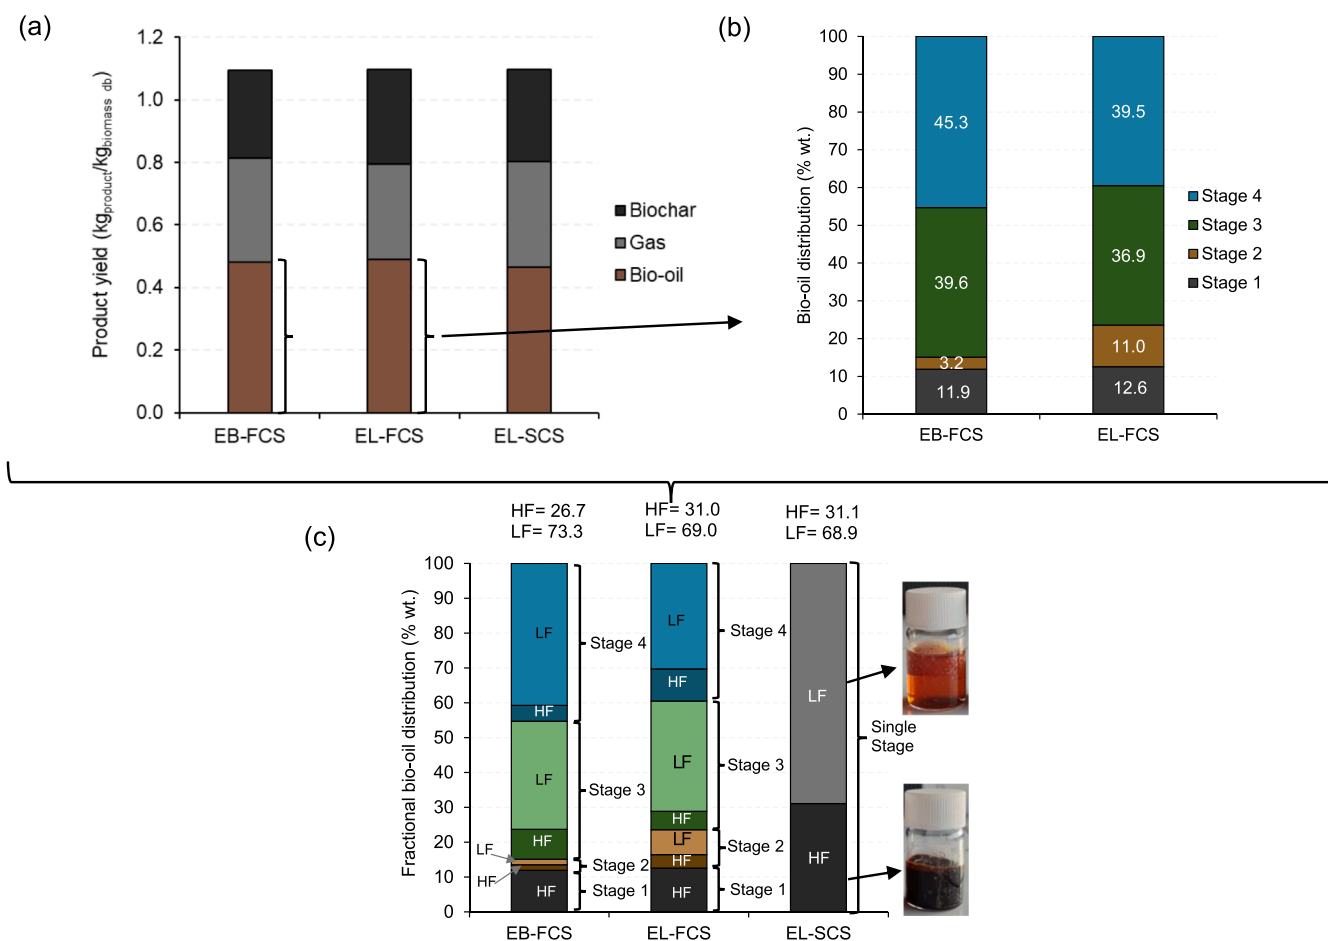 (a)
1.2
1.0
0.8
0.6
0.4
0.2
0.0
Product yield (kgproduct/kgbiomass db)
EB-FCS
EL-FCS
EL-SCS
Biochar
Gas
Bio-oil
(b)
100
90
80
70
60
50
40
30
20
10
0
Bio-oil distribution (% wt.)
45.3
39.6
3.2
11.9
39.5
36.9
11.0
12.6
EB-FCS
EL-FCS
Stage 4
Stage 3
Stage 2
Stage 1
(c)
HF= 26.7
LF= 73.3
HF= 31.0
LF= 69.0
HF= 31.1
LF= 68.9
100
90
80
70
60
50
40
30
20
10
0
Fractional bio-oil distribution (% wt.)
LF
HF
LF
HF
LF
HF
HF
Stage 4
Stage 3
Stage 2
Stage 1
LF
HF
LF
HF
LF
HF
HF
Stage 4
Stage 3
Stage 2
Stage 1
LF
HF
Single
Stage
EB-FCS
EL-FCS
EL-SCS